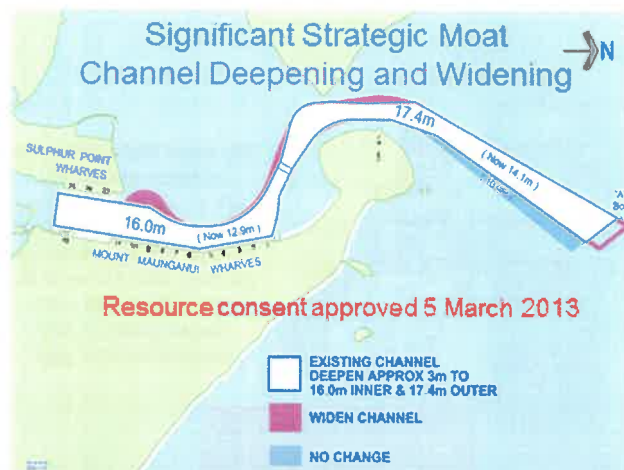 Significant Strategic Moat
Channel Deepening and Widening
N
17.4m
( Now 14.1m )
SULPHUR POINT
WHARVES
16.0m
( Now 12.9m )
MOUNT MAUNGANUI WHARVES
Resource consent approved 5 March 2013
EXISTING CHANNEL
DEEPEN APPROX 3m TO
16.0m INNER & 17.4m OUTER
WIDEN CHANNEL
NO CHANGE